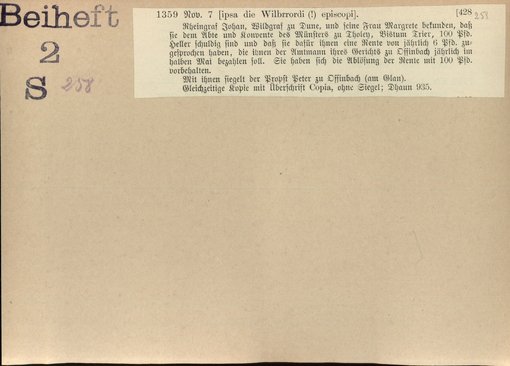 Beiheft
2
S 258
1359 Nov. 7 [ipsa die Wilbrrordi (!) episcopi]. [428 258
Rheingraf Johan, Wildgraf zu Dune, und seine Frau Margrete bekunden, daß
sie dem Abte und Konvente des Münsters zu Tholey, Bistum Trier, 100 Pfd.
Heller schuldig sind und daß sie dafür ihnen eine Rente von jährlich 6 Pfd. zu-
gesprochen haben, die ihnen der Amtmann ihres Gerichts zu Offinbach jährlich im
halben Mai bezahlen soll. Sie haben sich die Ablösung der Rente mit 100 Pfd.
vorbehalten.
Mit ihnen siegelt der Propst Peter zu Offinbach (am Glan).
Gleichzeitige Kopie mit Überschrift Copia, ohne Siegel; Dhaun 935.